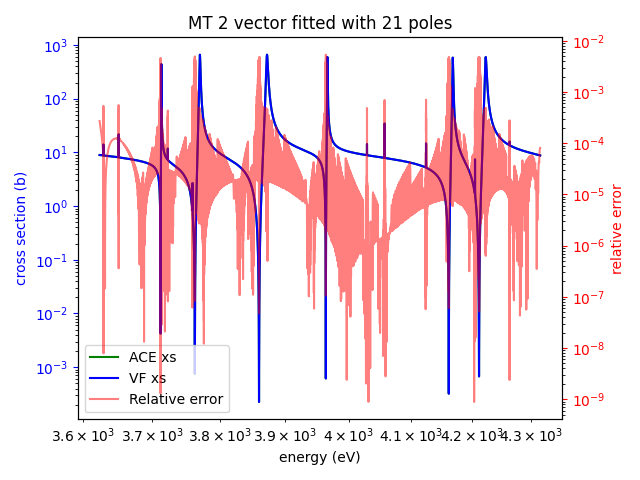 MT 2 vector fitted with 21 poles
10³
10²
10¹
10⁰
10⁻¹
10⁻²
10⁻³
cross section (b)
10⁻²
10⁻³
10⁻⁴
10⁻⁵
10⁻⁶
10⁻⁷
10⁻⁸
10⁻⁹
relative error
ACE xs
VF xs
Relative error
3.6 × 10³ 3.7 × 10³ 3.8 × 10³ 3.9 × 10³ 4 × 10³ 4.1 × 10³ 4.2 × 10³ 4.3 × 10³
energy (eV)